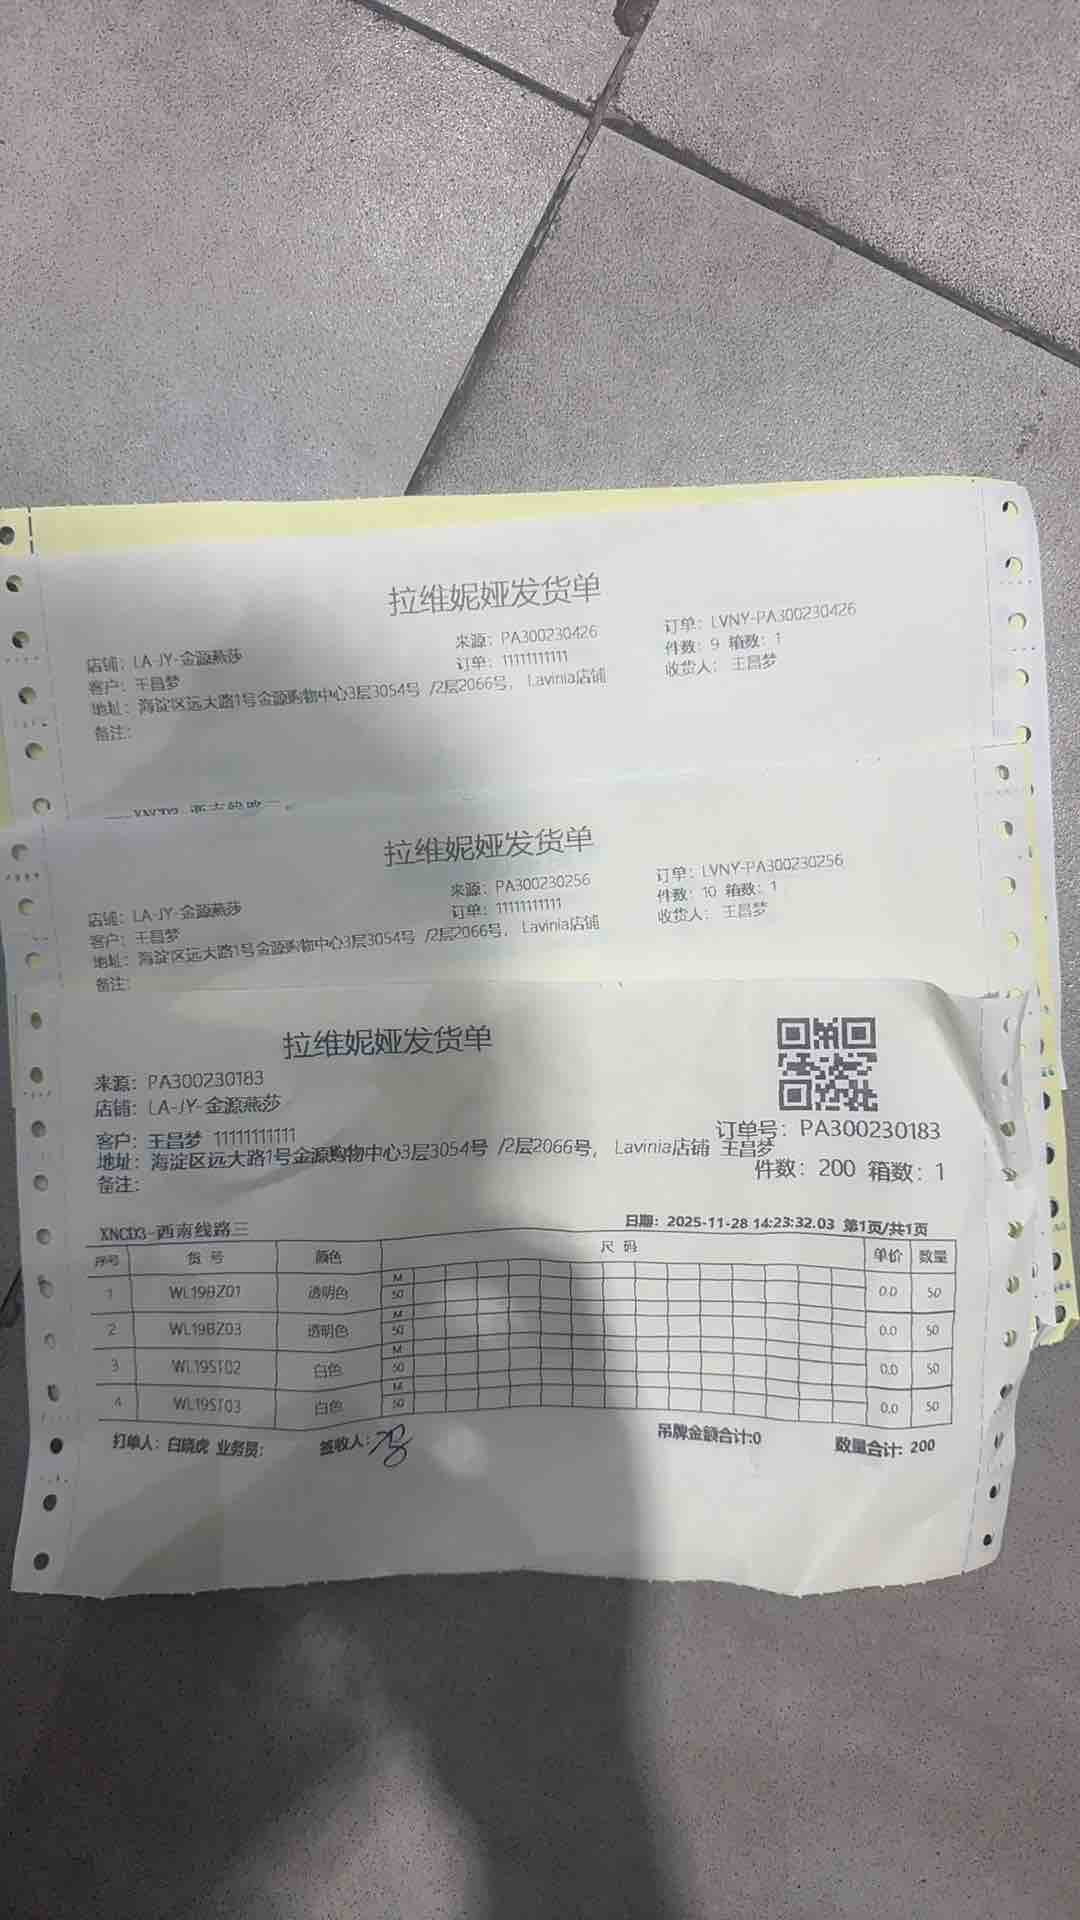 拉维妮娅发货单
来源：PA300230426 订单：LVNY-PA300230426
店铺：LA-JY-金源燕莎 订单：11111111111 件数：9 箱数：1
客户：王昌梦 收货人：王昌梦
地址：海淀区远大路1号金源购物中心3层3054号 /2层2066号， Lavinia店铺
备注：
XNCD3-西南线路三
拉维妮娅发货单
来源：PA300230256 订单：LVNY-PA300230256
店铺：LA-JY-金源燕莎 订单：11111111111 件数：10 箱数：1
客户：王昌梦 收货人：王昌梦
地址：海淀区远大路1号金源购物中心3层3054号 /2层2066号， Lavinia店铺
备注：
拉维妮娅发货单
来源：PA300230183
店铺：LA-JY-金源燕莎
客户：王昌梦 11111111111 订单号：PA300230183
地址：海淀区远大路1号金源购物中心3层3054号 /2层2066号， Lavinia店铺 王昌梦
备注： 件数：200 箱数：1
XNCD3-西南线路三 日期：2025-11-28 14:23:32.03 第1页/共1页
序号 货号 颜色 尺码 单价 数量
M
1 WL19BZ01 透明色 50 0.0 50
M
2 WL19BZ03 透明色 50 0.0 50
M
3 WL19ST02 白色 50 0.0 50
M
4 WL19ST03 白色 50 0.0 50
打单人：白晓虎 业务员： 签收人： 吊牌金额合计:0 数量合计：200